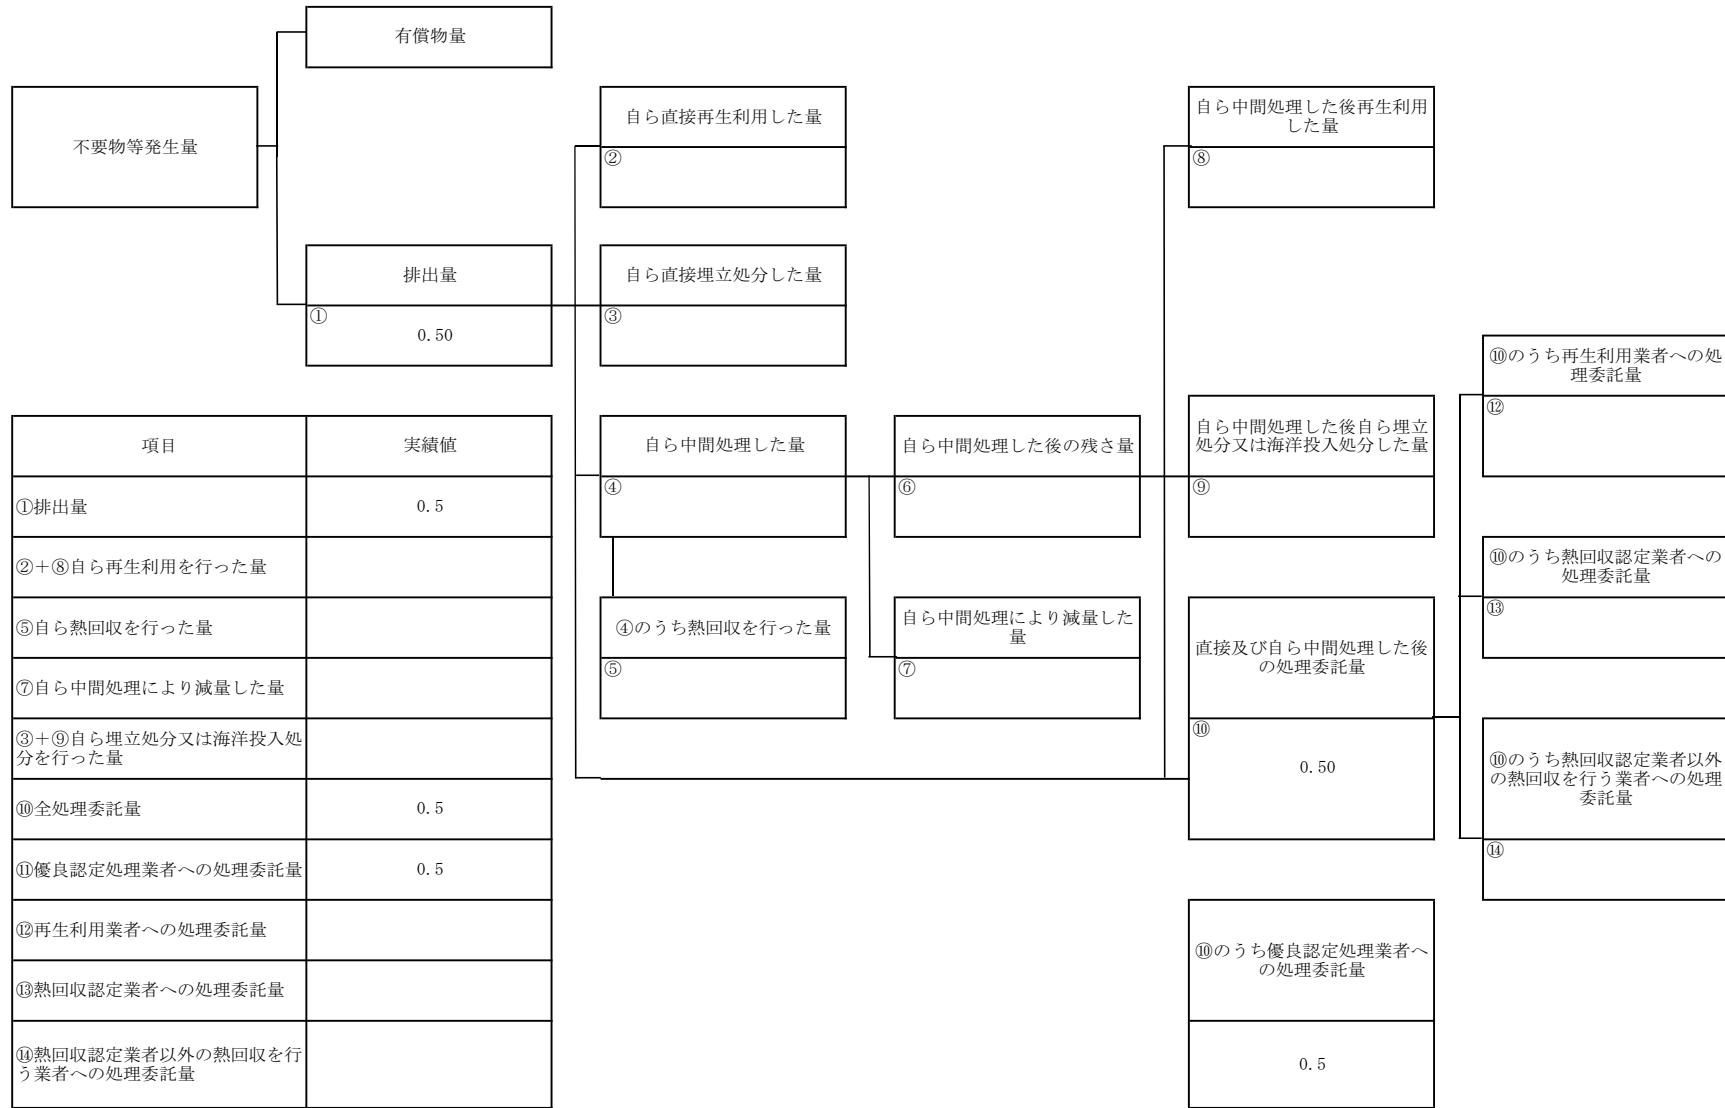 有償物量
不要物等発生量
自ら直接再生利用した量
②
自ら中間処理した後再生利用
した量
⑧
排出量
①
0.50
自ら直接埋立処分した量
③
⑩のうち再生利用業者への処
理委託量
⑫
自ら中間処理した量
④
自ら中間処理した後の残さ量
⑥
自ら中間処理した後自ら埋立
処分又は海洋投入処分した量
⑨
⑩のうち熱回収認定業者への
処理委託量
⑬
④のうち熱回収を行った量
⑤
自ら中間処理により減量した
量
⑦
直接及び自ら中間処理した後
の処理委託量
⑩
0.50
⑩のうち熱回収認定業者以外
の熱回収を行う業者への処理
委託量
⑭
⑩のうち優良認定処理業者へ
の処理委託量
0.5
項目 実績値
①排出量 0.5
②+⑧自ら再生利用を行った量
⑤自ら熱回収を行った量
⑦自ら中間処理により減量した量
③+⑨自ら埋立処分又は海洋投入処
分を行った量
⑩全処理委託量 0.5
⑪優良認定処理業者への処理委託量 0.5
⑫再生利用業者への処理委託量
⑬熱回収認定業者への処理委託量
⑭熱回収認定業者以外の熱回収を行
う業者への処理委託量